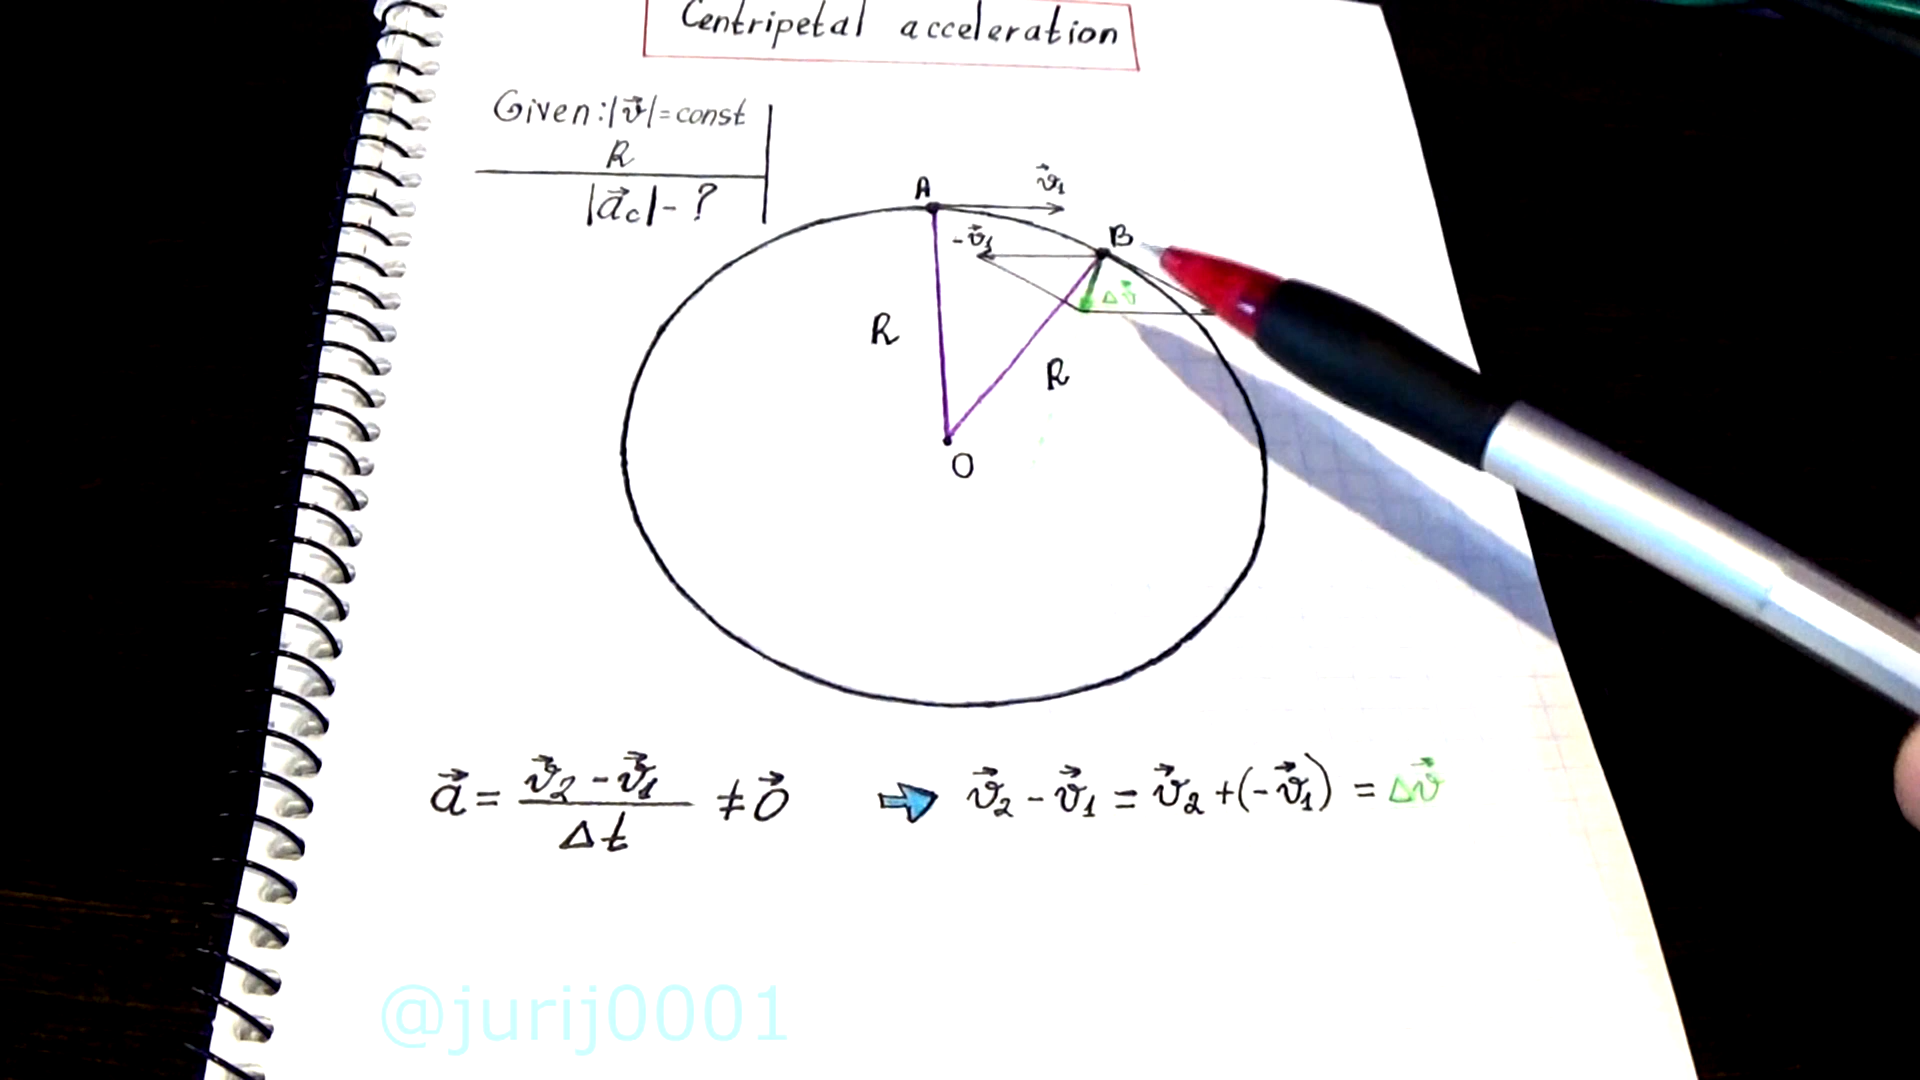 Centripetal acceleration
Given: |v⃗| = const
R
|a⃗c| - ?
A
v⃗₁
-v⃗₁
B
Δv⃗
R
R
O
a⃗ = (v⃗₂ - v⃗₁)/Δt ≠ 0⃗ ⇨ v⃗₂ - v⃗₁ = v⃗₂ + (-v⃗₁) = Δv⃗
@jurij0001